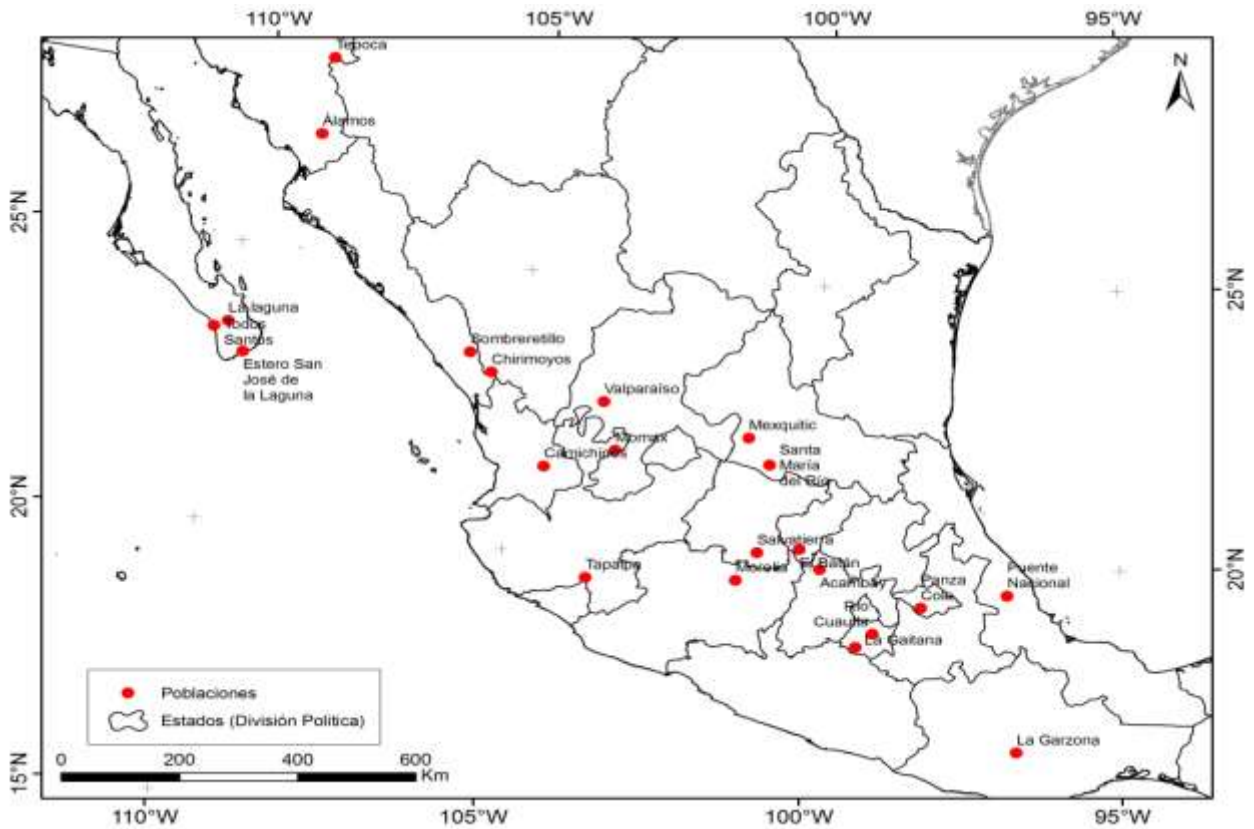 110°W 105°W 100°W 95°W
N
Tepoca
Álamos
25°N
25°N
La laguna
Todos
Santos
Estero San
José de
la Laguna
Sombreretillo
Chirimoyos
Valparaíso
Mexquitic
Momax
Camichines
Santa
María
del Río
20°N
20°N
Salvatierra
El Batán
Morelia
Tapalpa
Acambay
Panza
Cola
Puente
Nacional
Río
Cuautla
La Gaitana
Poblaciones
Estados (División Política)
La Garzona
0 200 400 600
Km
15°N
110°W 105°W 100°W 95°W